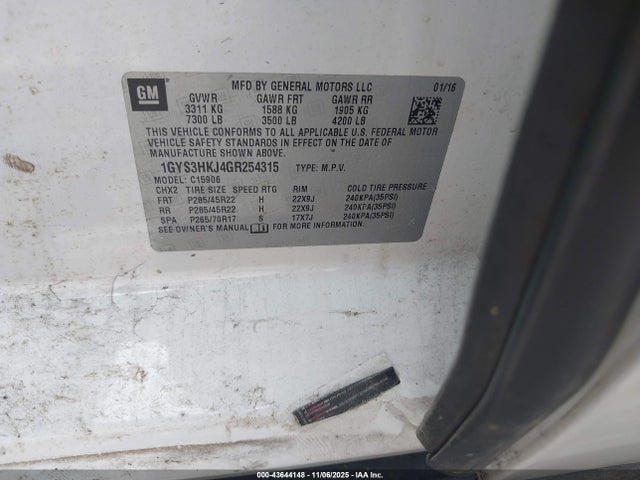 GM
MFD BY GENERAL MOTORS LLC 01/16
GVWR GAWR FRT GAWR RR
3311 KG 1588 KG 1905 KG
7300 LB 3500 LB 4200 LB
THIS VEHICLE CONFORMS TO ALL APPLICABLE U.S. FEDERAL MOTOR
VEHICLE SAFETY STANDARDS IN EFFECT ON THE DATE OF
MANUFACTURE SHOWN ABOVE.
1GYS3HKJ4GR254315 TYPE: M.P.V.
MODEL: C15906
CHX2 TIRE SIZE SPEED RTG RIM COLD TIRE PRESSURE
FRT P285/45R22 H 22X9J 240KPA(35PSI)
RR P285/45R22 H 22X9J 240KPA(35PSI)
SPA P265/70R17 S 17X7J 240KPA(35PSI)
SEE OWNER'S MANUAL FOR MORE INFORMATION.
000-43644148 - 11/06/2025 - IAAI.COM